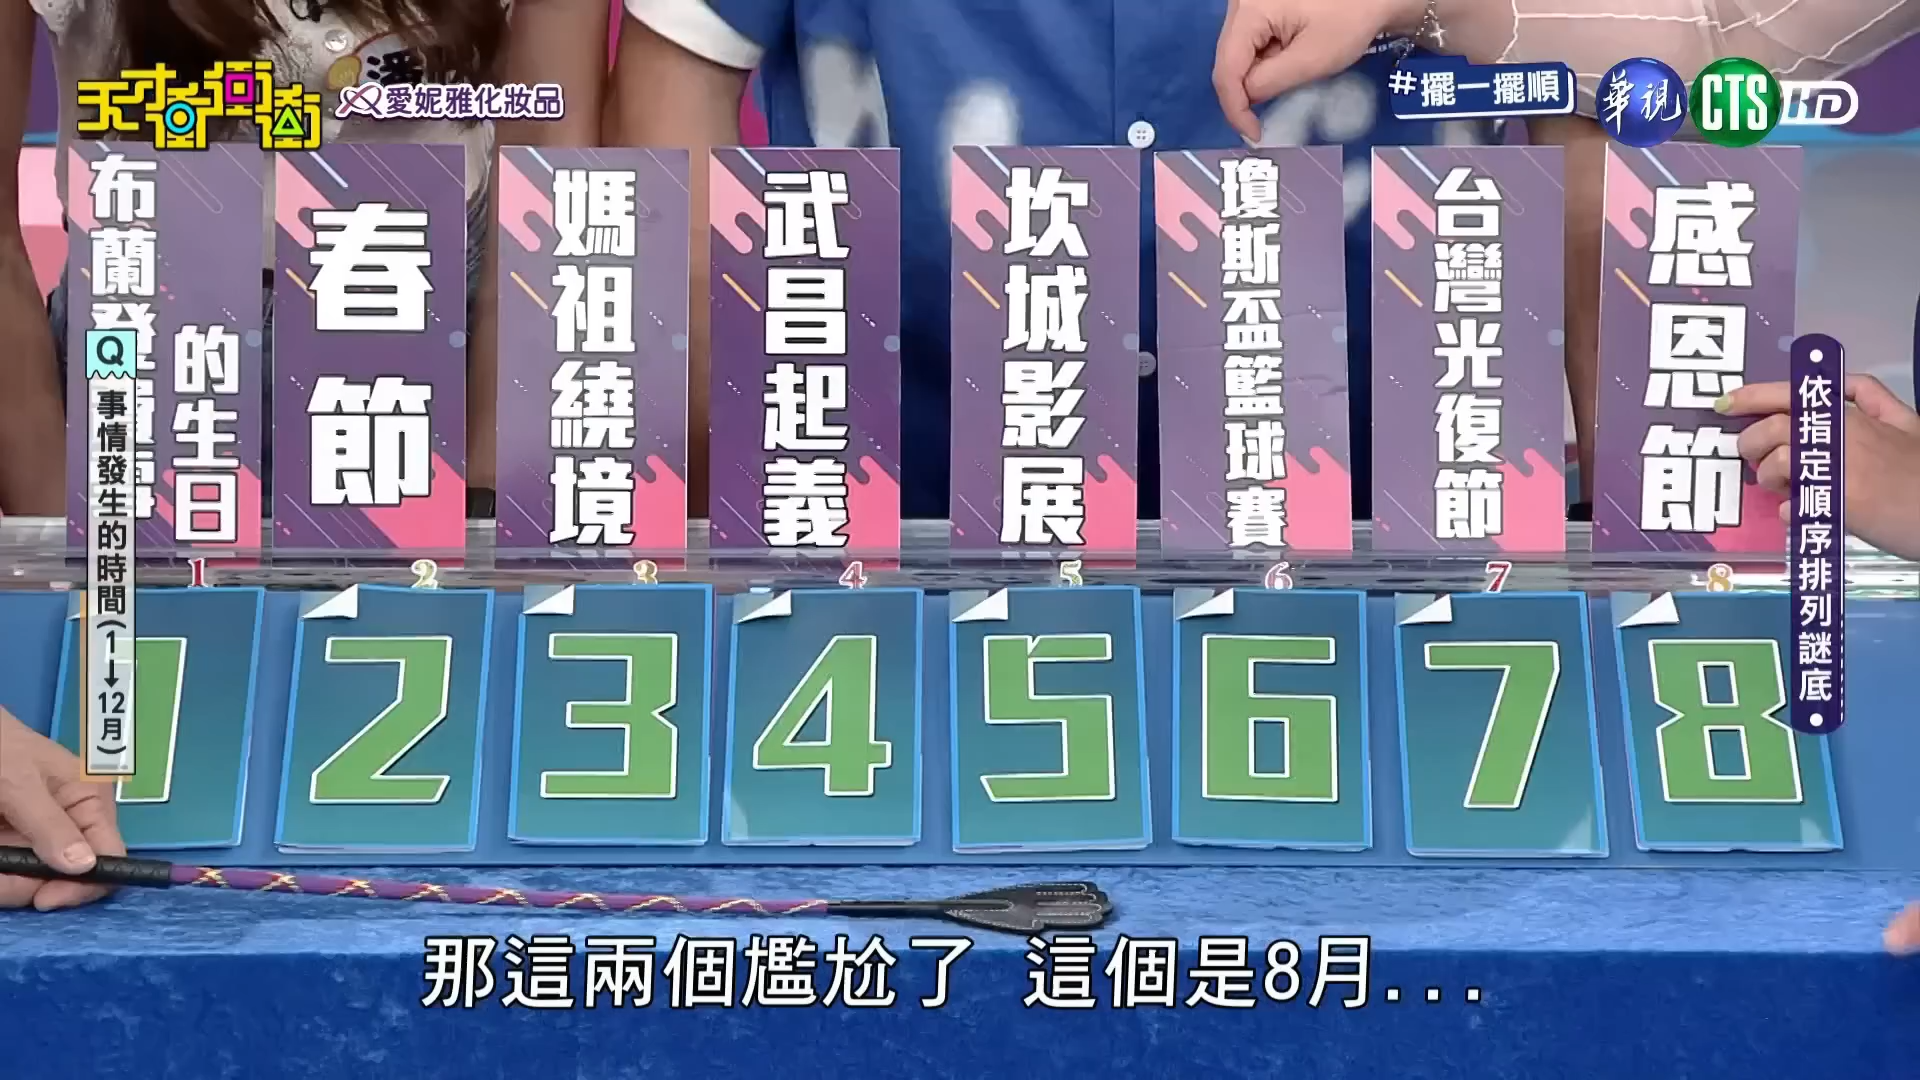 天才衝衝衝
愛妮雅化妝品
#擺一擺順
華視
CTS
HD
布蘭登費雪
的生日
春節
媽祖繞境
武昌起義
坎城影展
瓊斯盃籃球賽
台灣光復節
感恩節
Q
事情發生的時間(1→12月)
依指定順序排列謎底
1
2
3
4
5
6
7
8
1
2
3
4
5
6
7
8
那這兩個尷尬了 這個是8月...